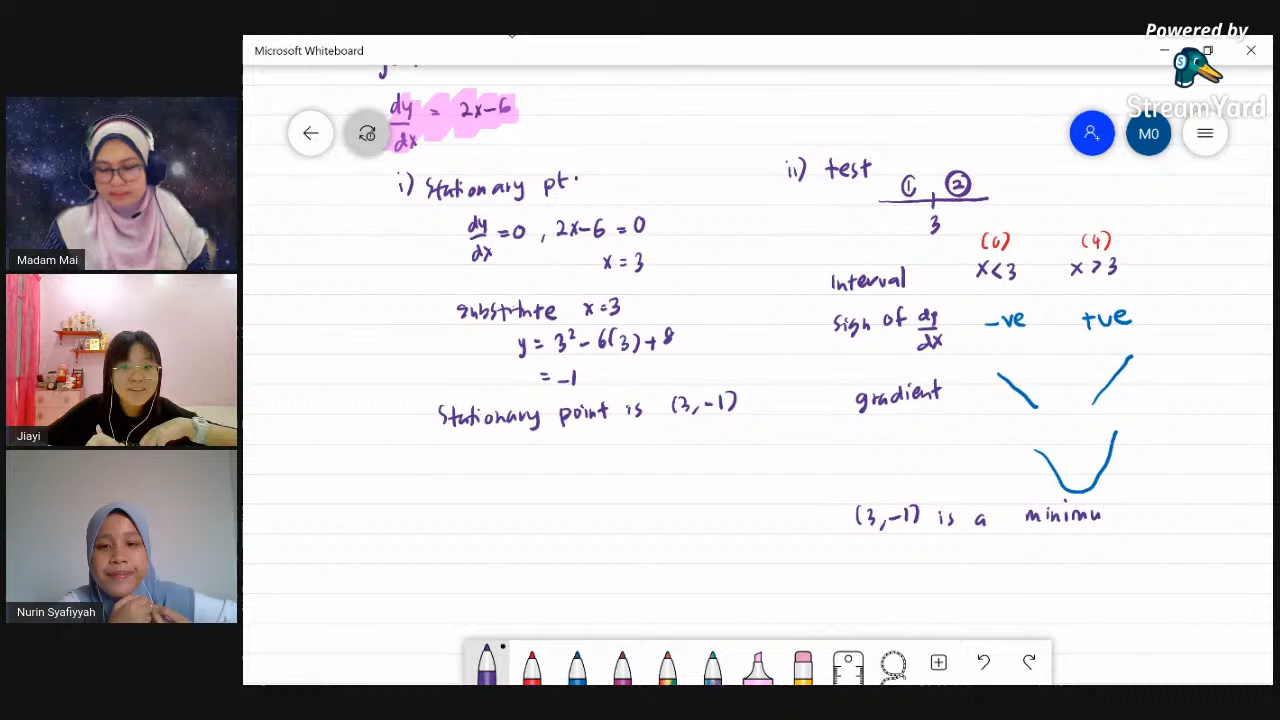 Powered by
StreamYard
Microsoft Whiteboard
dy/dx = 2x-6
M0
i) Stationary pt.
dy/dx = 0 , 2x-6 = 0
x = 3
substitute x = 3
y = 3² - 6(3) + 8
= -1
Stationary point is (3, -1)
ii) test
① ②
3
(0) (4)
Interval x < 3 x > 3
sign of dy/dx -ve +ve
gradient
(3, -1) is a minimu
Madam Mai
Jiayi
Nurin Syafiyyah